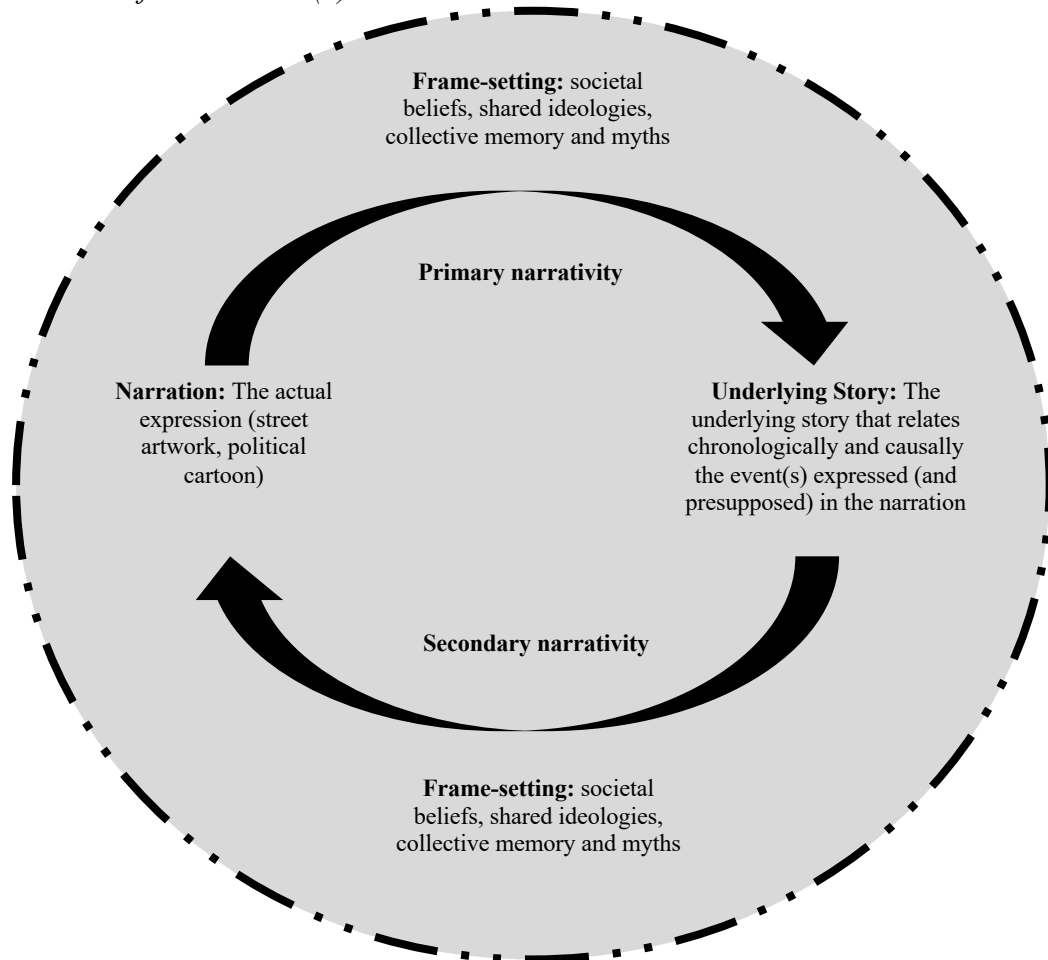 Frame-setting: societal
beliefs, shared ideologies,
collective memory and myths
Primary narrativity
Narration: The actual
expression (street
artwork, political
cartoon)
Underlying Story: The
underlying story that relates
chronologically and causally
the event(s) expressed (and
presupposed) in the narration
Secondary narrativity
Frame-setting: societal
beliefs, shared ideologies,
collective memory and myths